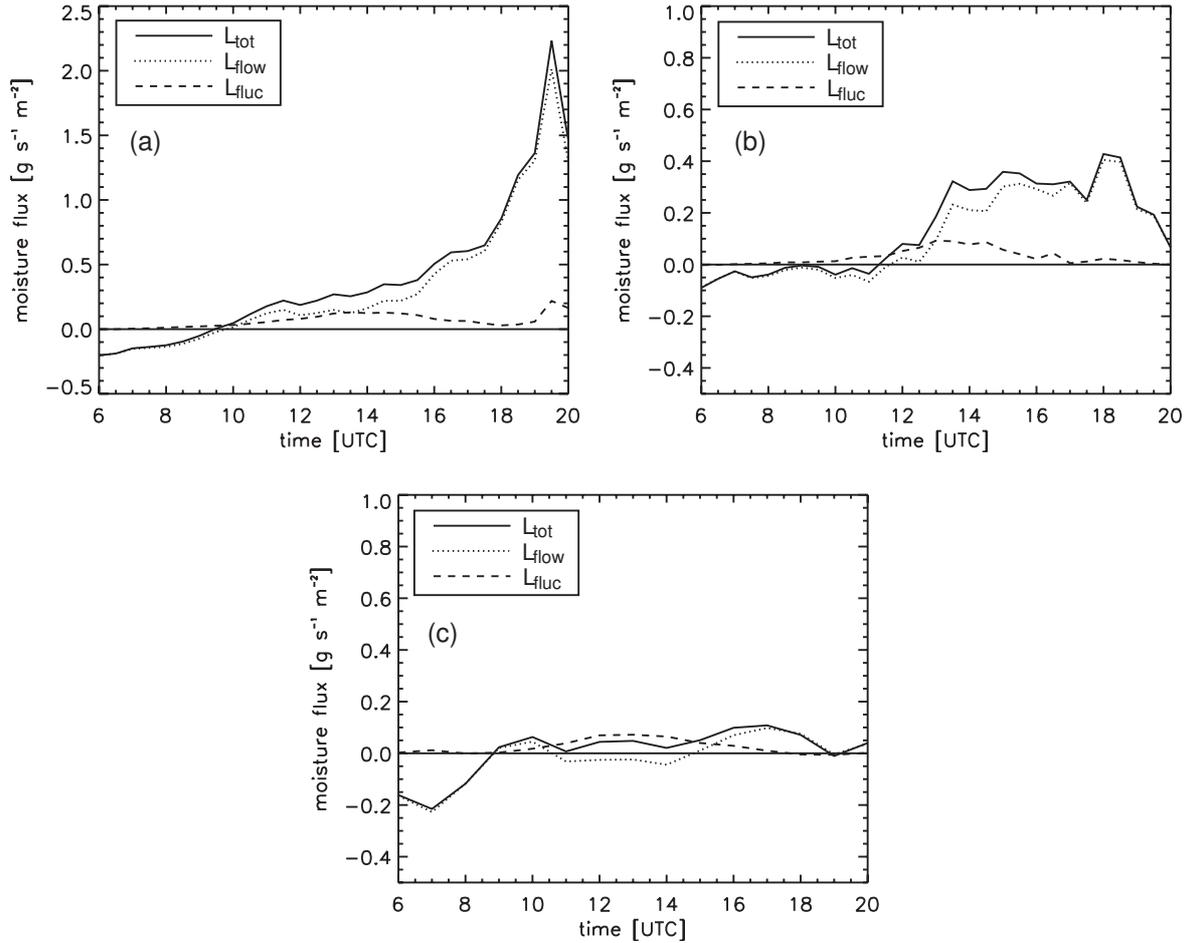 2.5
2.0
1.5
1.0
0.5
0.0
−0.5
moisture flux [g s⁻¹ m⁻²]
L_tot
L_flow
L_fluc
(a)
6 8 10 12 14 16 18 20
time [UTC]
1.0
0.8
0.6
0.4
0.2
0.0
−0.2
−0.4
moisture flux [g s⁻¹ m⁻²]
L_tot
L_flow
L_fluc
(b)
6 8 10 12 14 16 18 20
time [UTC]
1.0
0.8
0.6
0.4
0.2
0.0
−0.2
−0.4
moisture flux [g s⁻¹ m⁻²]
L_tot
L_flow
L_fluc
(c)
6 8 10 12 14 16 18 20
time [UTC]